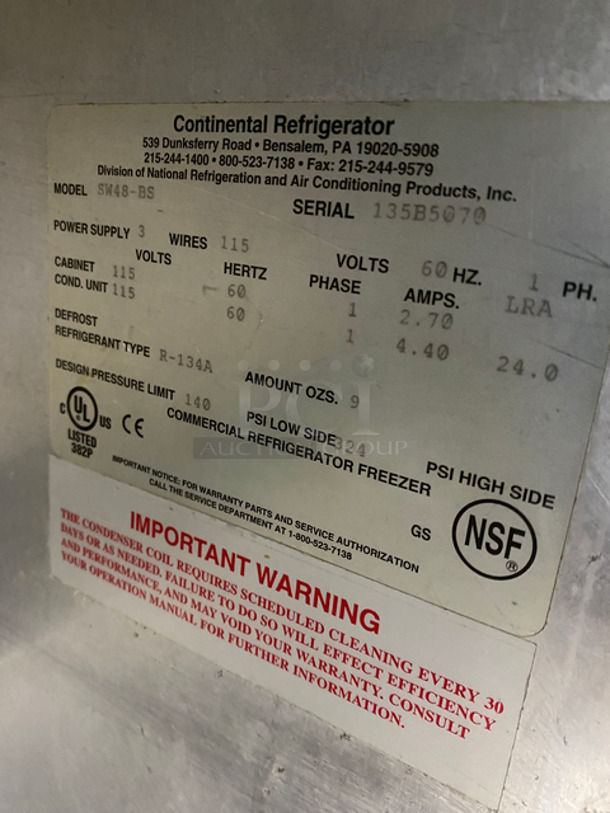 Continental Refrigerator
539 Dunksferry Road • Bensalem, PA 19020-5908
215-244-1400 • 800-523-7138 • Fax: 215-244-9579
Division of National Refrigeration and Air Conditioning Products, Inc.
MODEL SW48-BS SERIAL 135B5070
POWER SUPPLY 3 WIRES 115 VOLTS 60 HZ. 1 PH.
VOLTS HERTZ PHASE AMPS. LRA
CABINET 115 60 1 2.70
COND. UNIT 115 60 1 4.40 24.0
DEFROST
REFRIGERANT TYPE R-134A AMOUNT OZS. 9
DESIGN PRESSURE LIMIT 140 PSI LOW SIDE 324 PSI HIGH SIDE
C UL US CE COMMERCIAL REFRIGERATOR FREEZER
LISTED
382P
GS NSF ®
IMPORTANT NOTICE: FOR WARRANTY PARTS AND SERVICE AUTHORIZATION
CALL THE SERVICE DEPARTMENT AT 1-800-523-7138
PCI
AUCTION GROUP
IMPORTANT WARNING
THE CONDENSER COIL REQUIRES SCHEDULED CLEANING EVERY 30
DAYS OR AS NEEDED. FAILURE TO DO SO WILL EFFECT EFFICIENCY
AND PERFORMANCE, AND MAY VOID YOUR WARRANTY. CONSULT
YOUR OPERATION MANUAL FOR FURTHER INFORMATION.